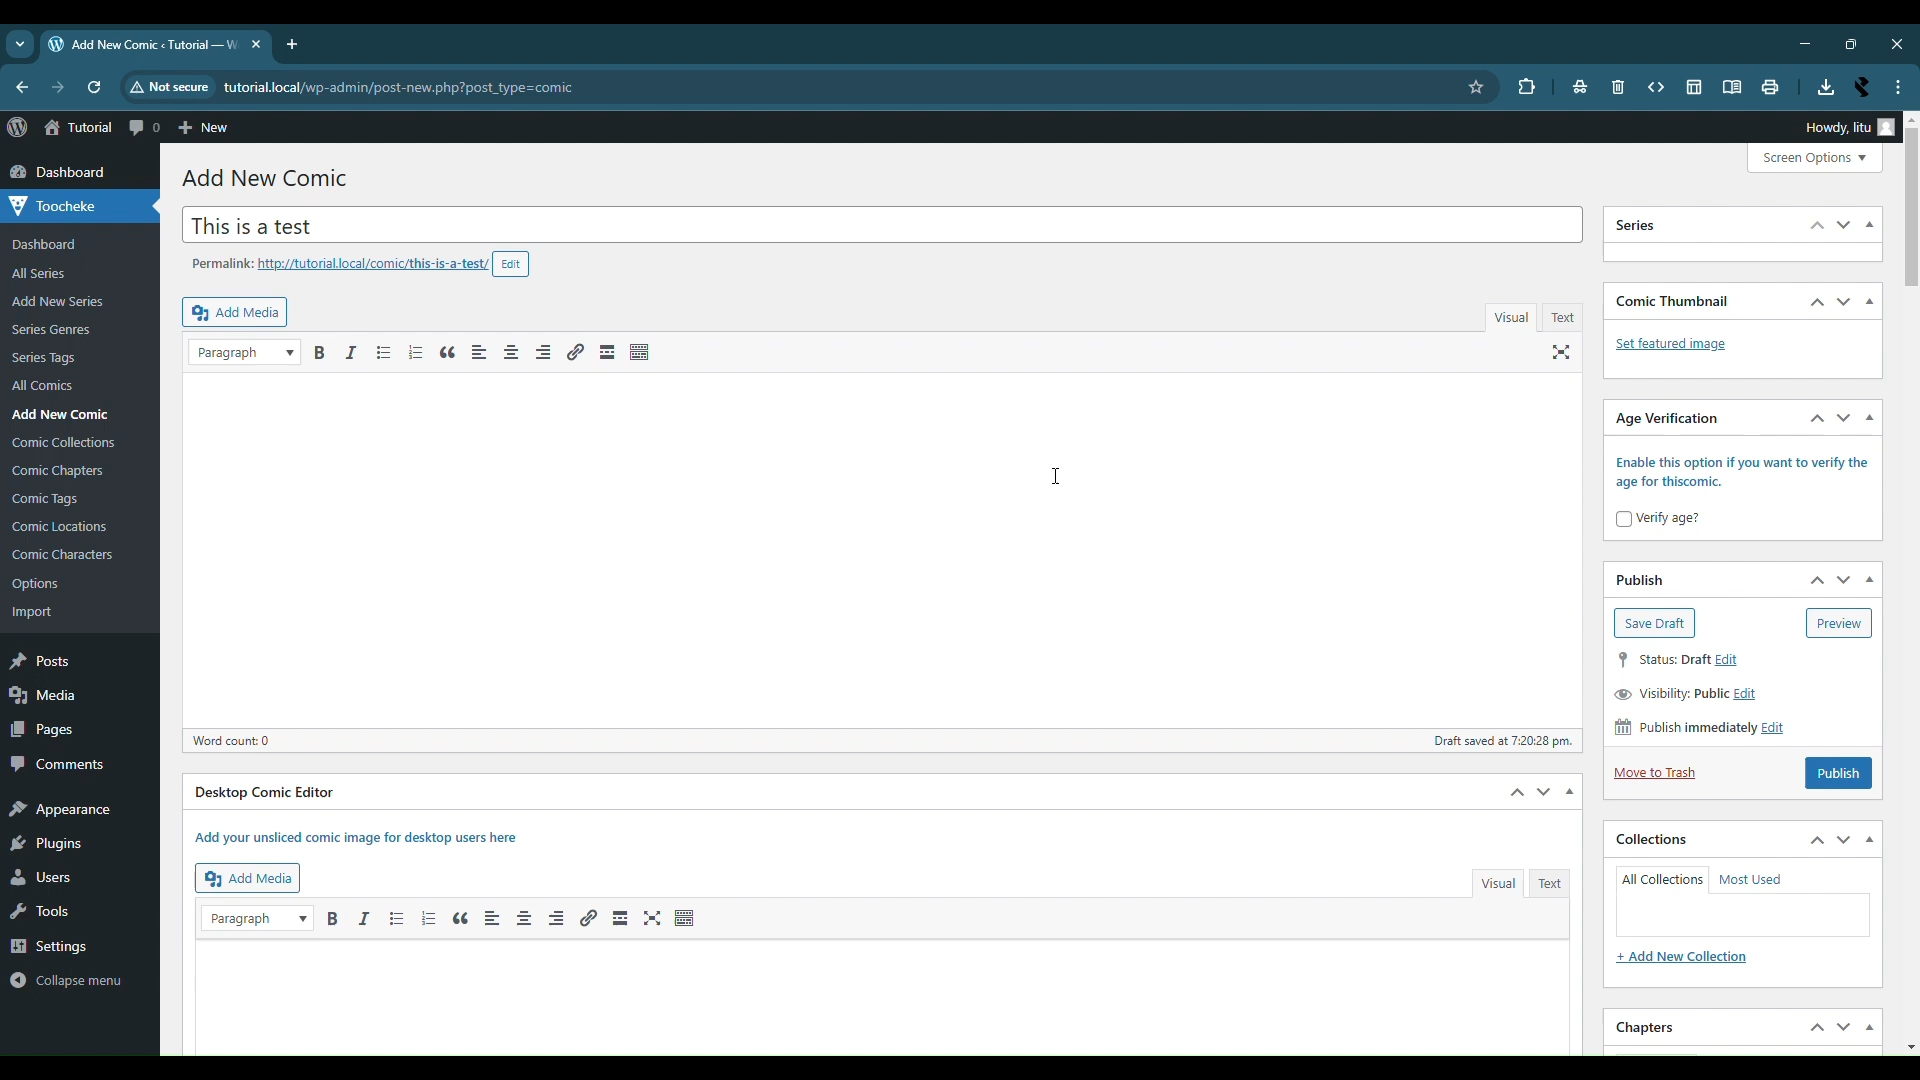 Add New Comic ‹ Tutorial — W
Not secure tutorial.local/wp-admin/post-new.php?post_type=comic
Tutorial 0 New Howdy, litu
Screen Options
Dashboard
Toocheke
Dashboard
All Series
Add New Series
Series Genres
Series Tags
All Comics
Add New Comic
Comic Collections
Comic Chapters
Comic Tags
Comic Locations
Comic Characters
Options
Import
Posts
Media
Pages
Comments
Appearance
Plugins
Users
Tools
Settings
Collapse menu
Add New Comic
This is a test
Permalink: http://tutorial.local/comic/this-is-a-test/ Edit
Add Media Visual Text
Paragraph B I
Word count: 0 Draft saved at 7:20:28 pm.
Desktop Comic Editor
Add your unsliced comic image for desktop users here
Add Media Visual Text
Paragraph B I
Series
Comic Thumbnail
Set featured image
Age Verification
Enable this option if you want to verify the
age for thiscomic.
Verify age?
Publish
Save Draft Preview
Status: Draft Edit
Visibility: Public Edit
Publish immediately Edit
Move to Trash Publish
Collections
All Collections Most Used
+ Add New Collection
Chapters